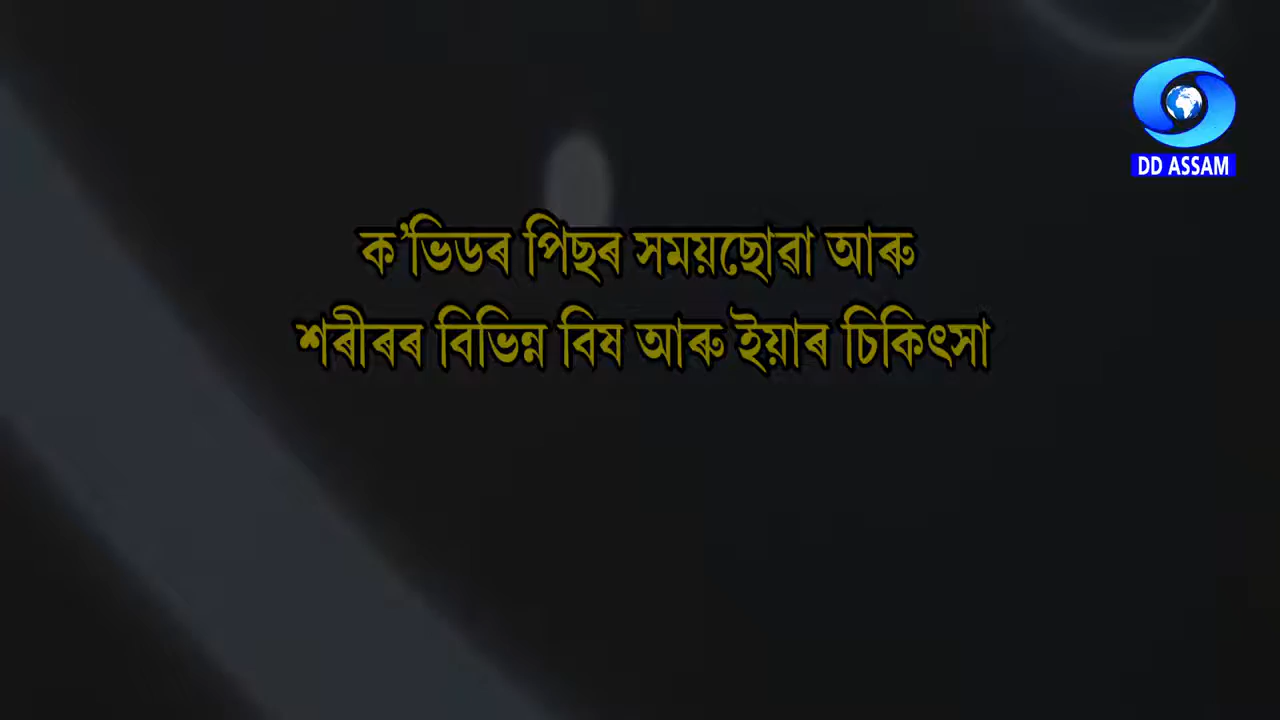 DD ASSAM
ক'ভিডৰ পিছৰ সময়ছোৱা আৰু
শৰীৰৰ বিভিন্ন বিষ আৰু ইয়াৰ চিকিৎসা